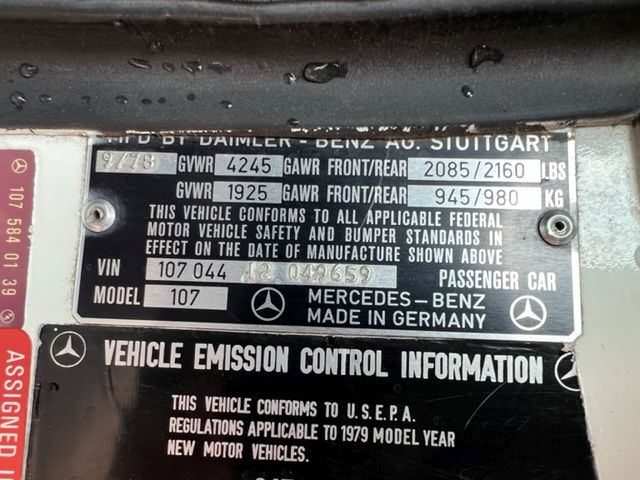 MFD BY DAIMLER - BENZ AG. STUTTGART
9/78 GVWR 4245 GAWR FRONT/REAR 2085/2160 LBS
GVWR 1925 GAWR FRONT/REAR 945/980 KG
THIS VEHICLE CONFORMS TO ALL APPLICABLE FEDERAL
MOTOR VEHICLE SAFETY AND BUMPER STANDARDS IN
EFFECT ON THE DATE OF MANUFACTURE SHOWN ABOVE
VIN 107 044 12 049659 PASSENGER CAR
MODEL 107 MERCEDES-BENZ
MADE IN GERMANY
VEHICLE EMISSION CONTROL INFORMATION
THIS VEHICLE CONFORMS TO U.S.E.P.A.
REGULATIONS APPLICABLE TO 1979 MODEL YEAR
NEW MOTOR VEHICLES.
107 584 01 39
ASSIGNED